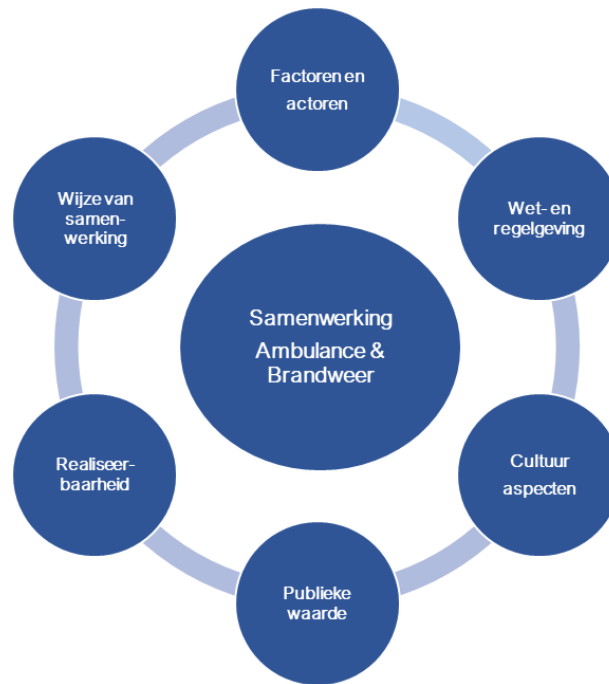 Factoren en
actoren
Wijze van
samen-
werking
Wet- en
regelgeving
Samenwerking
Ambulance &
Brandweer
Realiseer-
baarheid
Cultuur
aspecten
Publieke
waarde